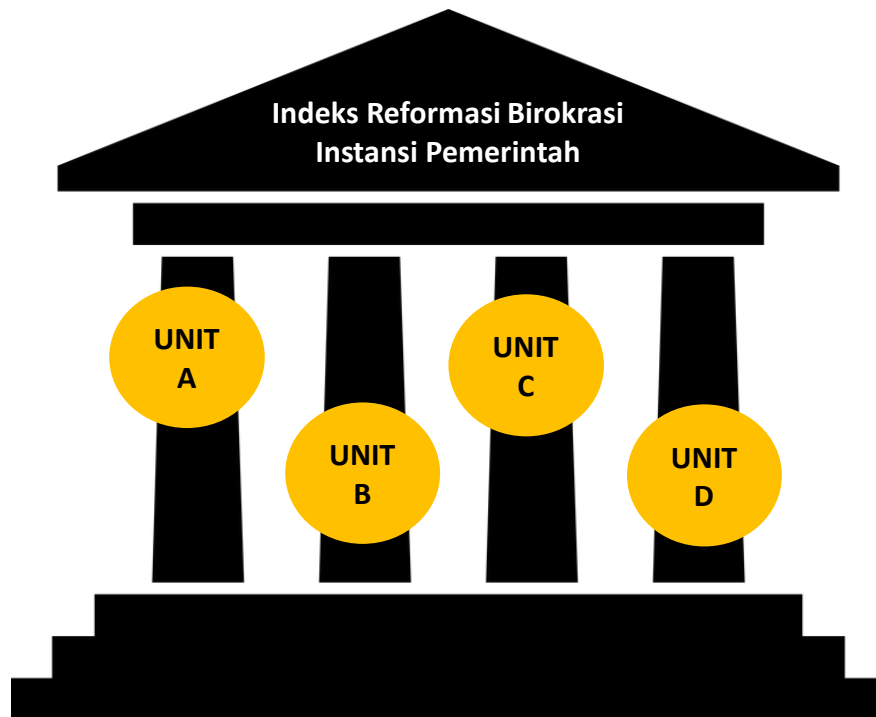 Indeks Reformasi Birokrasi
Instansi Pemerintah
UNIT
A
UNIT
B
UNIT
C
UNIT
D